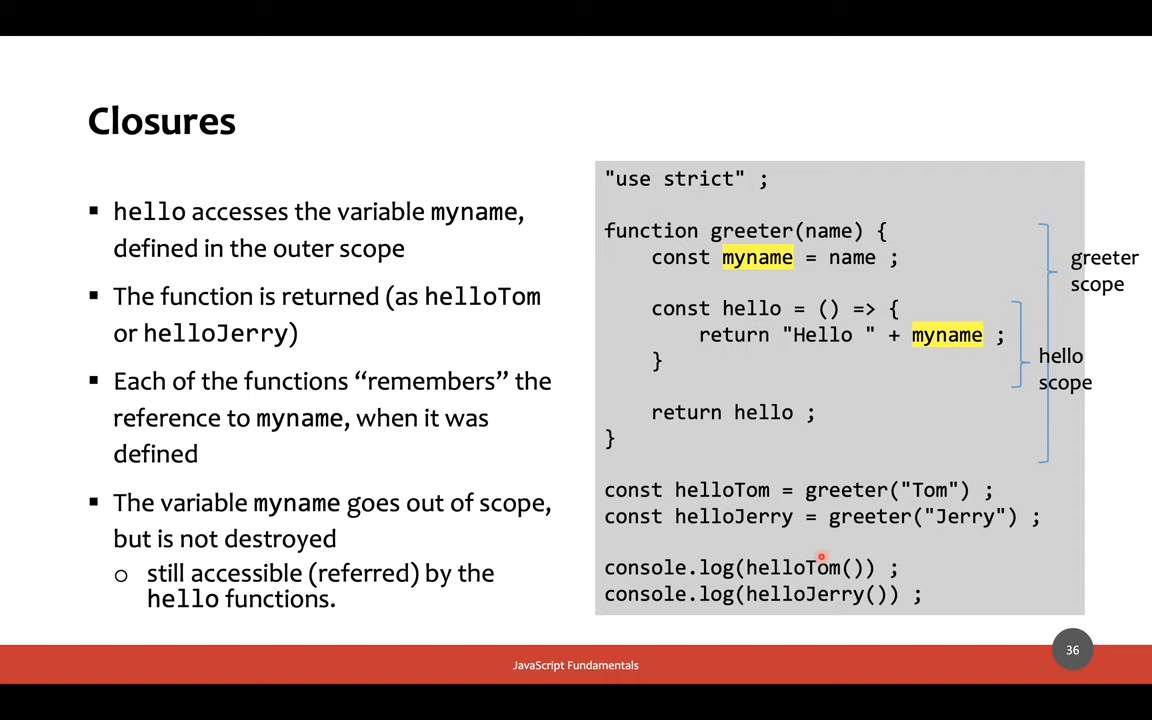 Closures
▪ hello accesses the variable myname,
defined in the outer scope
▪ The function is returned (as helloTom
or helloJerry)
▪ Each of the functions “remembers” the
reference to myname, when it was
defined
▪ The variable myname goes out of scope,
but is not destroyed
o still accessible (referred) by the
hello functions.
"use strict" ;
function greeter(name) {
const myname = name ;
const hello = () => {
return "Hello " + myname ;
}
return hello ;
}
const helloTom = greeter("Tom") ;
const helloJerry = greeter("Jerry") ;
console.log(helloTom()) ;
console.log(helloJerry()) ;
greeter
scope
hello
scope
JavaScript Fundamentals
36